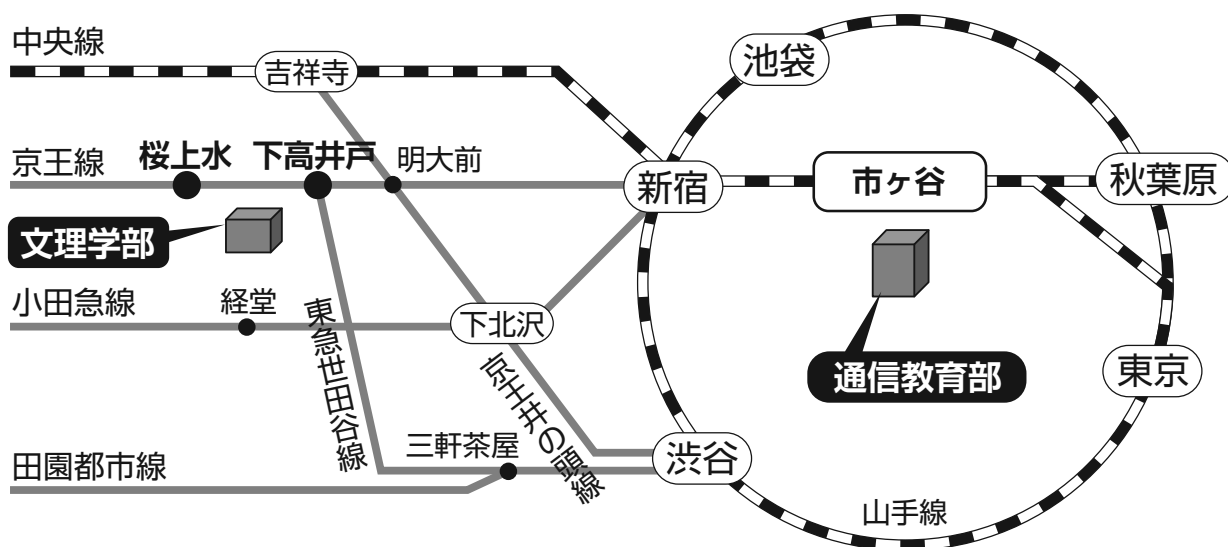 中央線
吉祥寺
池袋
京王線
桜上水
下高井戸
明大前
新宿
市ヶ谷
秋葉原
文理学部
小田急線
経堂
東急世田谷線
下北沢
京王井の頭線
通信教育部
東京
田園都市線
三軒茶屋
渋谷
山手線